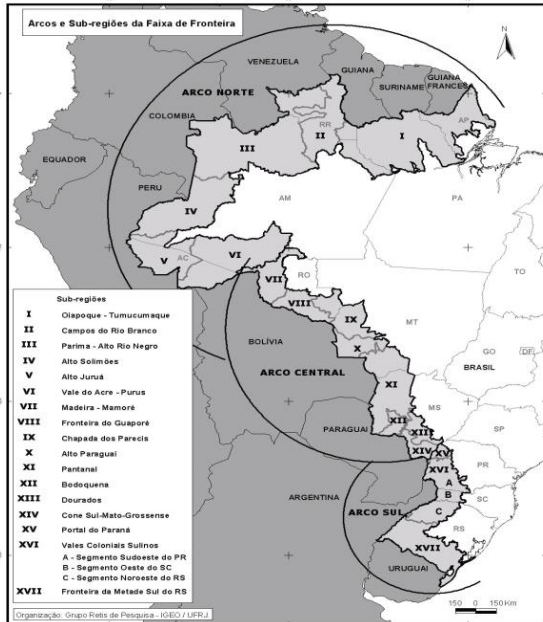 Arcos e Sub-regiões da Faixa de Fronteira
N
VENEZUELA
GUIANA
SURINAME
GUIANA
FRANCESA
ARCO NORTE
COLOMBIA
RR
AP
EQUADOR
III
II
I
PERU
IV
AM
PA
V
AC
VI
VII
RO
VIII
TO
IX
MT
BOLÍVIA
X
GO
DF
BRASIL
ARCO CENTRAL
XI
MS
XII
SP
PARAGUAI
XIII
XIV
XV
XVI
PR
A
ARGENTINA
B
SC
ARCO SUL
C
RS
XVII
URUGUAI
Sub-regiões
I Oiapoque - Tumucumaque
II Campos do Rio Branco
III Parima - Alto Rio Negro
IV Alto Solimões
V Alto Juruá
VI Vale do Acre - Purus
VII Madeira - Mamoré
VIII Fronteira do Guaporé
IX Chapada dos Parecis
X Alto Paraguai
XI Pantanal
XII Bodoquena
XIII Dourados
XIV Cone Sul-Mato-Grossense
XV Portal do Paraná
XVI Vales Coloniais Sulinos
A - Segmento Sudoeste do PR
B - Segmento Oeste do SC
C - Segmento Noroeste do RS
XVII Fronteira da Metade Sul do RS
150 0 150 Km
Organização: Grupo Retis de Pesquisa - IGEO / UFRJ